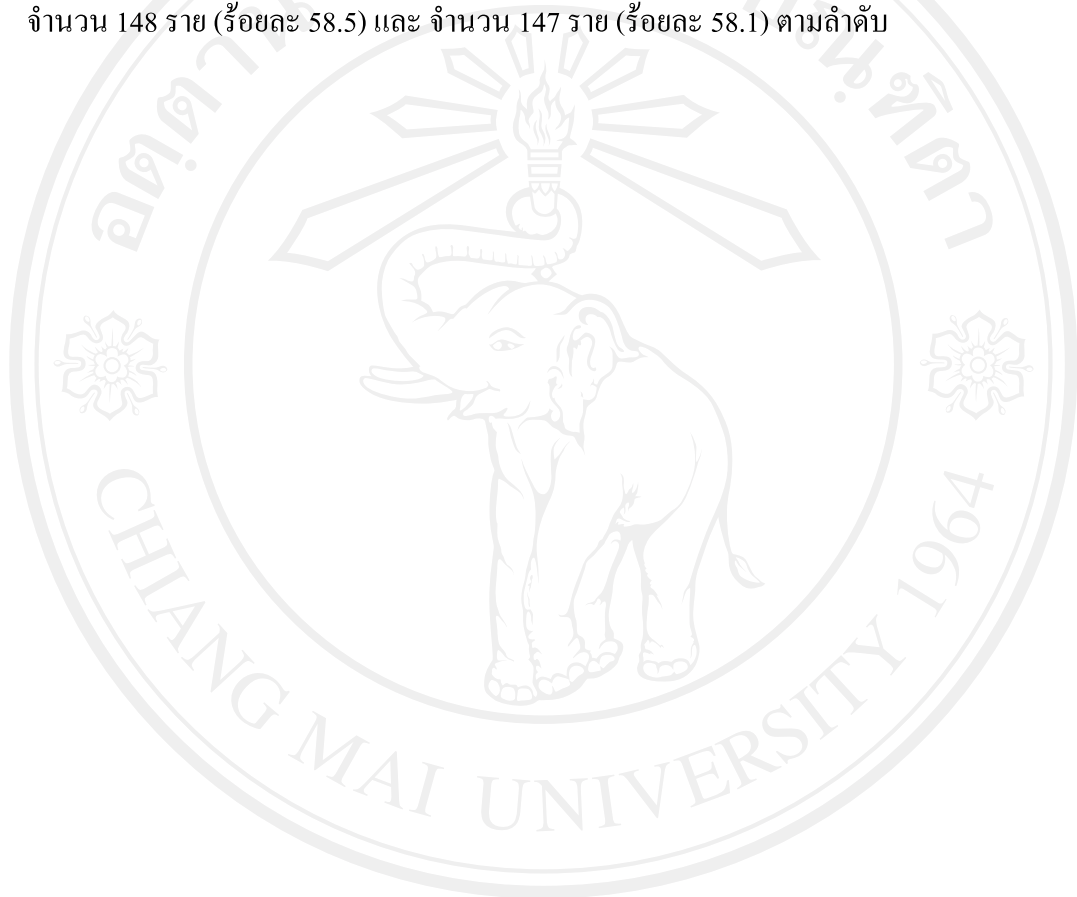 จำนวน 148 ราย (ร้อยละ 58.5) และ จำนวน 147 ราย (ร้อยละ 58.1) ตามลำดับ
CHIANG MAI UNIVERSITY 1964